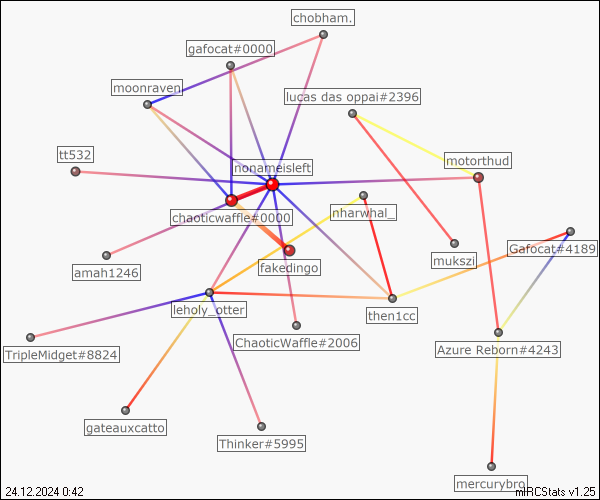 chobham.
gafocat#0000
moonraven
lucas das oppai#2396
tt532
nonameisleft
motorthud
chaoticwaffle#0000
nharwhal_
amah1246
fakedingo
mukszi
Gafocat#4189
leholy_otter
then1cc
TripleMidget#8824
ChaoticWaffle#2006
Azure Reborn#4243
gateauxcatto
Thinker#5995
mercurybro
24.12.2024 0:42
mIRCStats v1.25